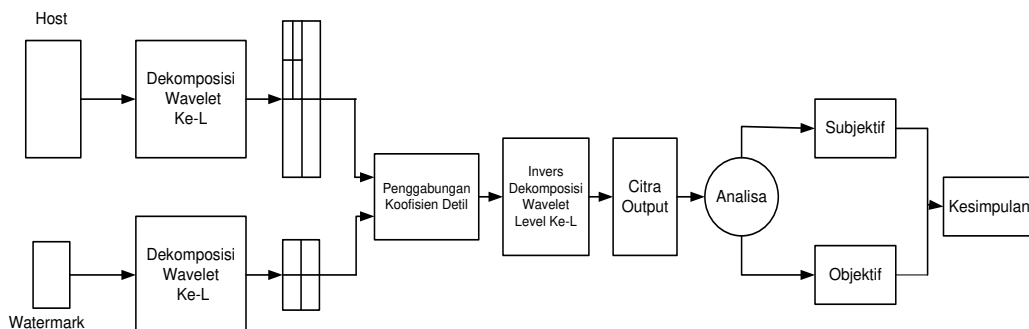 Host
Dekomposisi
Wavelet
Ke-L
Penggabungan
Koofisien Detil
Invers
Dekomposisi
Wavelet
Level Ke-L
Citra
Output
Analisa
Subjektif
Kesimpulan
Objektif
Dekomposisi
Wavelet
Ke-L
Watermark